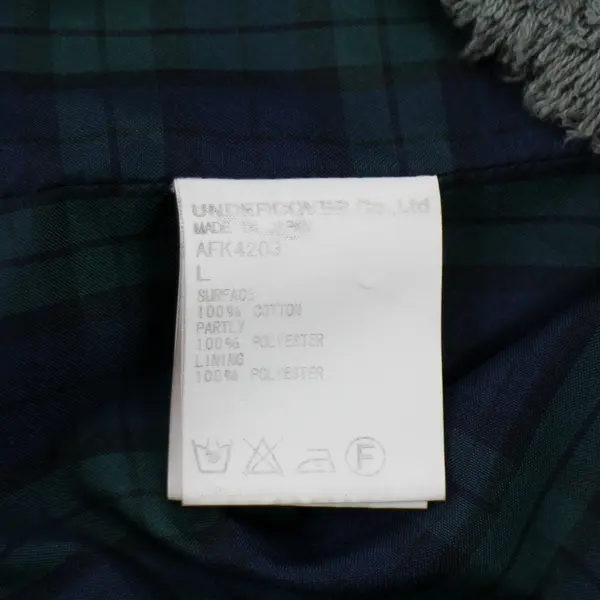 UNDERCOVER Co.,Ltd
MADE IN JAPAN
AFK4203
L
SURFACE
100% COTTON
PARTLY
100% POLYESTER
LINING
100% POLYESTER
F